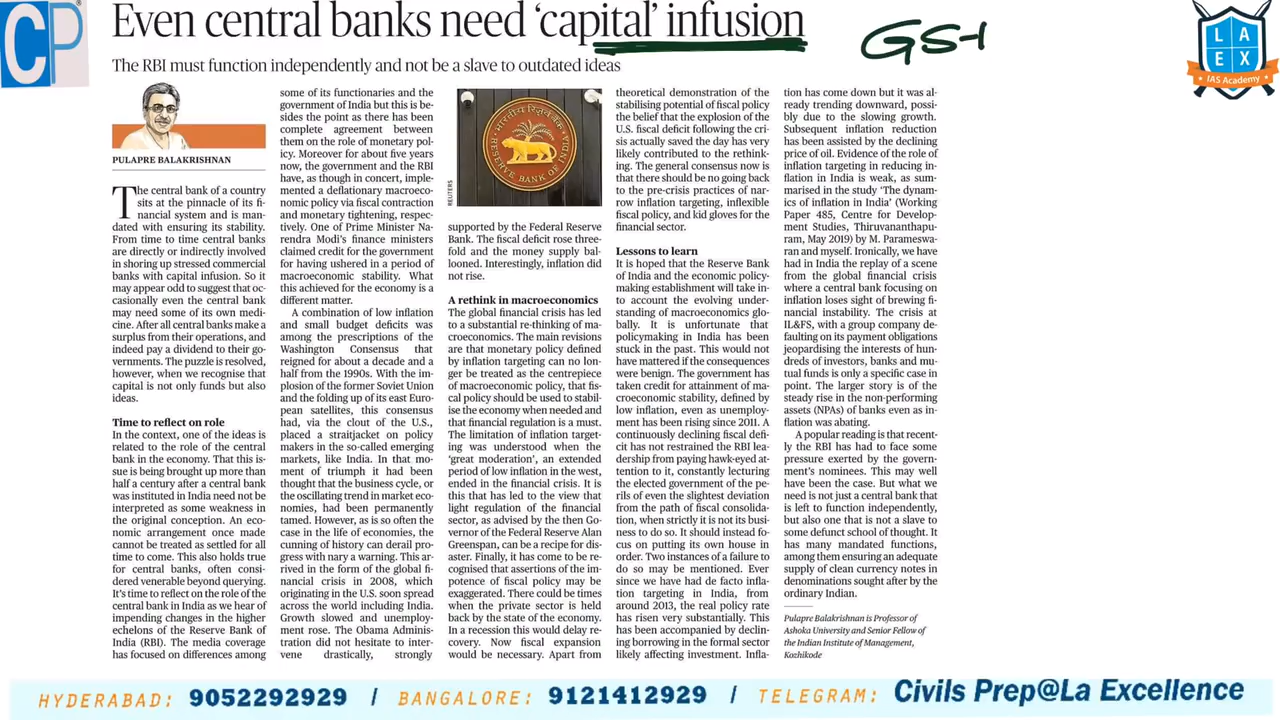 Even central banks need ‘capital’ infusion
GS-1
The RBI must function independently and not be a slave to outdated ideas
CP
LAEX
IAS Academy
PULAPRE BALAKRISHNAN
The central bank of a country
sits at the pinnacle of its fi-
nancial system and is man-
dated with ensuring its stability.
From time to time central banks
are directly or indirectly involved
in shoring up stressed commercial
banks with capital infusion. So it
may appear odd to suggest that oc-
casionally even the central bank
may need some of its own medi-
cine. After all central banks make a
surplus from their operations, and
indeed pay a dividend to their go-
vernments. The puzzle is resolved,
however, when we recognise that
capital is not only funds but also
ideas.
Time to reflect on role
In the context, one of the ideas is
related to the role of the central
bank in the economy. That this is-
sue is being brought up more than
half a century after a central bank
was instituted in India need not be
interpreted as some weakness in
the original conception. An eco-
nomic arrangement once made
cannot be treated as settled for all
time to come. This also holds true
for central banks, often consi-
dered venerable beyond querying.
It’s time to reflect on the role of the
central bank in India as we hear of
impending changes in the higher
echelons of the Reserve Bank of
India (RBI). The media coverage
has focused on differences among
some of its functionaries and the
government of India but this is be-
sides the point as there has been
complete agreement between
them on the role of monetary pol-
icy. Moreover for about five years
now, the government and the RBI
have, as though in concert, imple-
mented a deflationary macroeco-
nomic policy via fiscal contraction
and monetary tightening, respec-
tively. One of Prime Minister Na-
rendra Modi’s finance ministers
claimed credit for the government
for having ushered in a period of
macroeconomic stability. What
this achieved for the economy is a
different matter.
A combination of low inflation
and small budget deficits was
among the prescriptions of the
Washington Consensus that
reigned for about a decade and a
half from the 1990s. With the im-
plosion of the former Soviet Union
and the folding up of its east Euro-
pean satellites, this consensus
had, via the clout of the U.S.,
placed a straitjacket on policy
makers in the so-called emerging
markets, like India. In that mo-
ment of triumph it had been
thought that the business cycle, or
the oscillating trend in market eco-
nomies, had been permanently
tamed. However, as is so often the
case in the life of economies, the
cunning of history can derail pro-
gress with nary a warning. This ar-
rived in the form of the global fi-
nancial crisis in 2008, which
originating in the U.S. soon spread
across the world including India.
Growth slowed and unemploy-
ment rose. The Obama Adminis-
tration did not hesitate to inter-
vene drastically, strongly
भारतीय रिज़र्व बैंक
RESERVE BANK OF INDIA
REUTERS
supported by the Federal Reserve
Bank. The fiscal deficit rose three-
fold and the money supply bal-
looned. Interestingly, inflation did
not rise.
A rethink in macroeconomics
The global financial crisis has led
to a substantial re-thinking of ma-
croeconomics. The main revisions
are that monetary policy defined
by inflation targeting can no lon-
ger be treated as the centrepiece
of macroeconomic policy, that fis-
cal policy should be used to stabil-
ise the economy when needed and
that financial regulation is a must.
The limitation of inflation target-
ing was understood when the
‘great moderation’, an extended
period of low inflation in the west,
ended in the financial crisis. It is
this that has led to the view that
light regulation of the financial
sector, as advised by the then Go-
vernor of the Federal Reserve Alan
Greenspan, can be a recipe for dis-
aster. Finally, it has come to be re-
cognised that assertions of the im-
potence of fiscal policy may be
exaggerated. There could be times
when the private sector is held
back by the state of the economy.
In a recession this would delay re-
covery. Now fiscal expansion
would be necessary. Apart from
theoretical demonstration of the
stabilising potential of fiscal policy
the belief that the explosion of the
U.S. fiscal deficit following the cri-
sis actually saved the day has very
likely contributed to the rethink-
ing. The general consensus now is
that there should be no going back
to the pre-crisis practices of nar-
row inflation targeting, inflexible
fiscal policy, and kid gloves for the
financial sector.
Lessons to learn
It is hoped that the Reserve Bank
of India and the economic policy-
making establishment will take in-
to account the evolving under-
standing of macroeconomics glo-
bally. It is unfortunate that
policymaking in India has been
stuck in the past. This would not
have mattered if the consequences
were benign. The government has
taken credit for attainment of ma-
croeconomic stability, defined by
low inflation, even as unemploy-
ment has been rising since 2011. A
continuously declining fiscal defi-
cit has not restrained the RBI lea-
dership from paying hawk-eyed at-
tention to it, constantly lecturing
the elected government of the pe-
rils of even the slightest deviation
from the path of fiscal consolida-
tion, when strictly it is not its busi-
ness to do so. It should instead fo-
cus on putting its own house in
order. Two instances of a failure to
do so may be mentioned. Ever
since we have had de facto infla-
tion targeting in India, from
around 2013, the real policy rate
has risen very substantially. This
has been accompanied by declin-
ing borrowing in the formal sector
likely affecting investment. Infla-
tion has come down but it was al-
ready trending downward, possi-
bly due to the slowing growth.
Subsequent inflation reduction
has been assisted by the declining
price of oil. Evidence of the role of
inflation targeting in reducing in-
flation in India is weak, as sum-
marised in the study ‘The dynam-
ics of inflation in India’ (Working
Paper 485, Centre for Develop-
ment Studies, Thiruvananthapu-
ram, May 2019) by M. Parameswa-
ran and myself. Ironically, we have
had in India the replay of a scene
from the global financial crisis
where a central bank focusing on
inflation loses sight of brewing fi-
nancial instability. The crisis at
IL&FS, with a group company de-
faulting on its payment obligations
jeopardising the interests of hun-
dreds of investors, banks and mu-
tual funds is only a specific case in
point. The larger story is of the
steady rise in the non-performing
assets (NPAs) of banks even as in-
flation was abating.
A popular reading is that recent-
ly the RBI has had to face some
pressure exerted by the govern-
ment’s nominees. This may well
have been the case. But what we
need is not just a central bank that
is left to function independently,
but also one that is not a slave to
some defunct school of thought. It
has many mandated functions,
among them ensuring an adequate
supply of clean currency notes in
denominations sought after by the
ordinary Indian.
Pulapre Balakrishnan is Professor of
Ashoka University and Senior Fellow of
the Indian Institute of Management,
Kozhikode
HYDERABAD: 9052292929 / BANGALORE: 9121412929 / TELEGRAM: Civils Prep@La Excellence